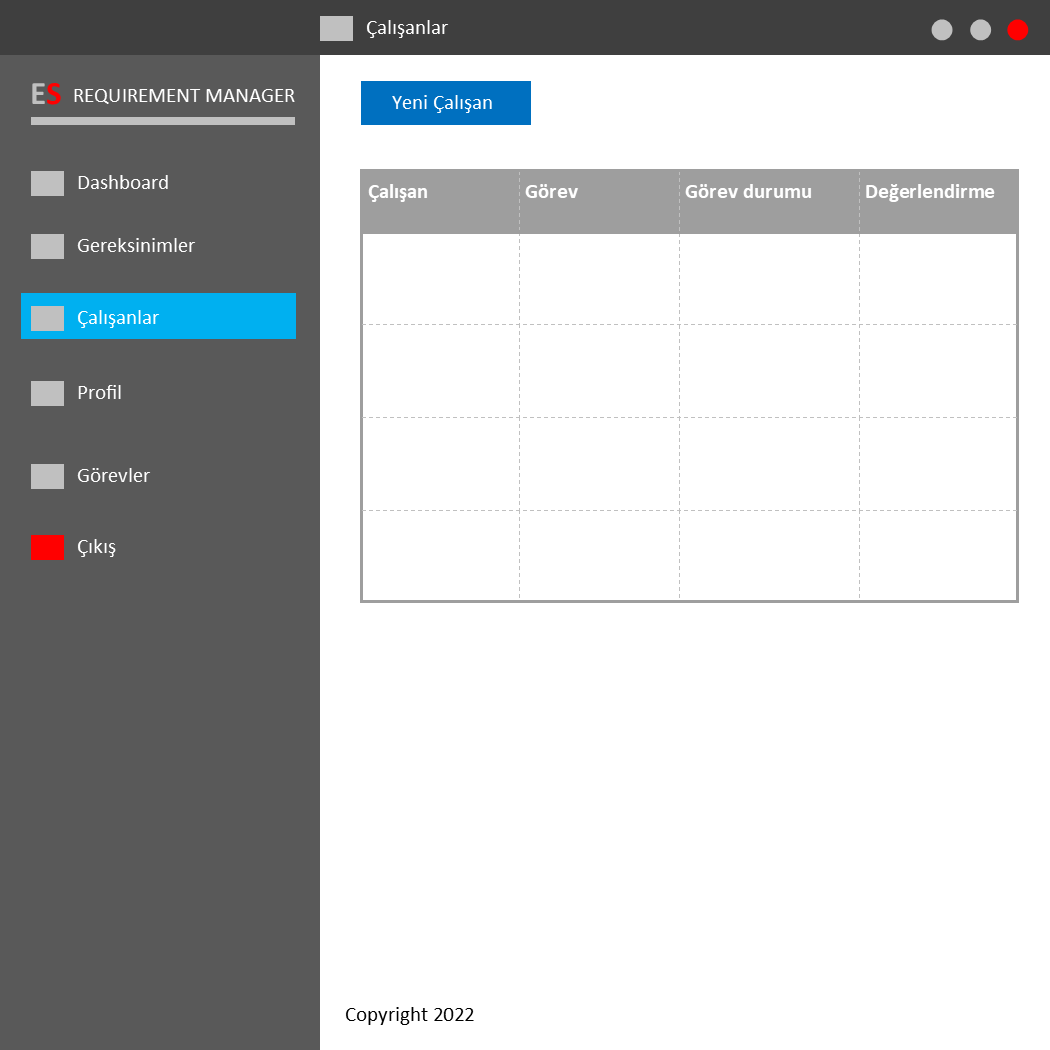 Çalışanlar
ES REQUIREMENT MANAGER
Dashboard
Gereksinimler
Çalışanlar
Profil
Görevler
Çıkış
Yeni Çalışan
Çalışan Görev Görev durumu Değerlendirme
Copyright 2022